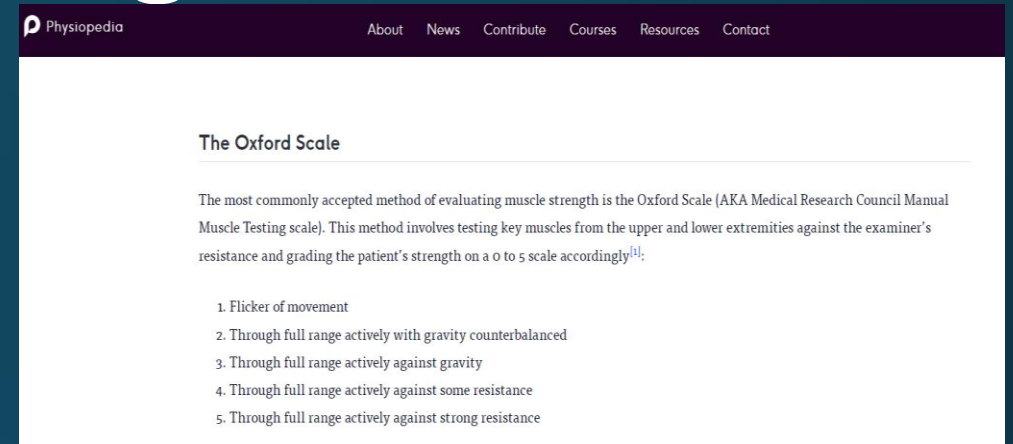 Physiopedia
About News Contribute Courses Resources Contact
The Oxford Scale
The most commonly accepted method of evaluating muscle strength is the Oxford Scale (AKA Medical Research Council Manual
Muscle Testing scale). This method involves testing key muscles from the upper and lower extremities against the examiner's
resistance and grading the patient's strength on a 0 to 5 scale accordingly[1]:
1. Flicker of movement
2. Through full range actively with gravity counterbalanced
3. Through full range actively against gravity
4. Through full range actively against some resistance
5. Through full range actively against strong resistance